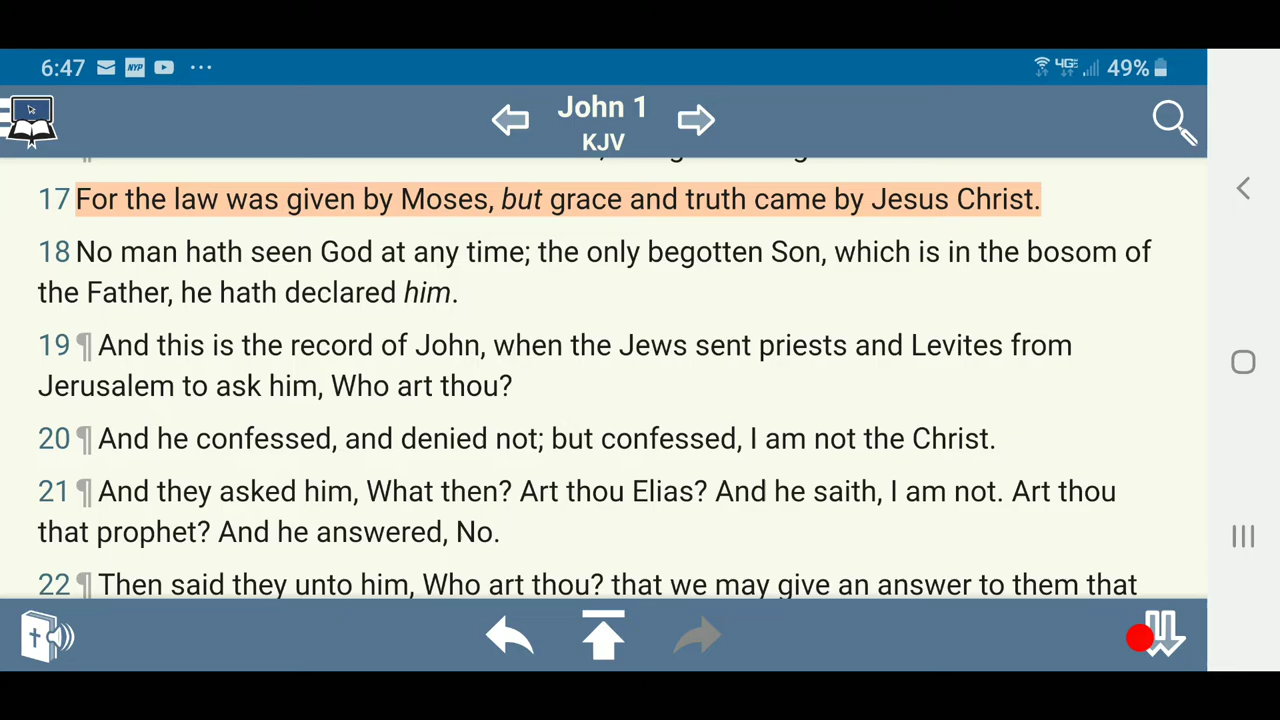 6:47 NYP ... 4GE 49%
John 1
KJV
17 For the law was given by Moses, but grace and truth came by Jesus Christ.
18 No man hath seen God at any time; the only begotten Son, which is in the bosom of
the Father, he hath declared him.
19 ¶ And this is the record of John, when the Jews sent priests and Levites from
Jerusalem to ask him, Who art thou?
20 ¶ And he confessed, and denied not; but confessed, I am not the Christ.
21 ¶ And they asked him, What then? Art thou Elias? And he saith, I am not. Art thou
that prophet? And he answered, No.
22 ¶ Then said they unto him, Who art thou? that we may give an answer to them that